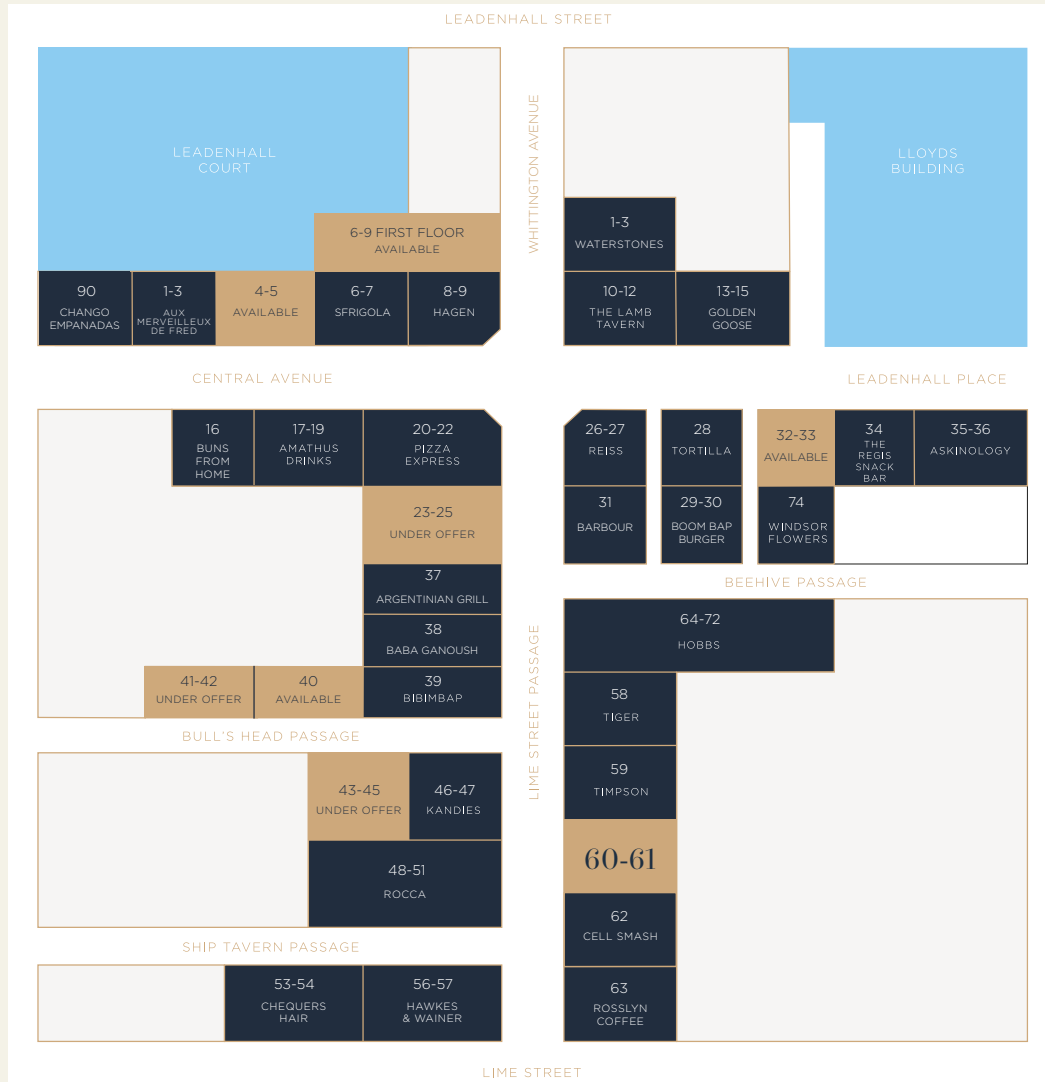 LEADENHALL STREET
LEADENHALL
COURT
WHITTINGTON AVENUE
LLOYDS
BUILDING
6-9 FIRST FLOOR
AVAILABLE
1-3
WATERSTONES
90
CHANGO
EMPANADAS
1-3
AUX
MERVEILLEUX
DE FRED
4-5
AVAILABLE
6-7
SFRIGOLA
8-9
HAGEN
10-12
THE LAMB
TAVERN
13-15
GOLDEN
GOOSE
CENTRAL AVENUE
LEADENHALL PLACE
16
BUNS
FROM
HOME
17-19
AMATHUS
DRINKS
20-22
PIZZA
EXPRESS
26-27
REISS
28
TORTILLA
32-33
AVAILABLE
34
THE
REGIS
SNACK
BAR
35-36
ASKINOLOGY
23-25
UNDER OFFER
31
BARBOUR
29-30
BOOM BAP
BURGER
74
WINDSOR
FLOWERS
37
ARGENTINIAN GRILL
BEEHIVE PASSAGE
38
BABA GANOUSH
64-72
HOBBS
41-42
UNDER OFFER
40
AVAILABLE
39
BIBIMBAP
LIME STREET PASSAGE
58
TIGER
BULL'S HEAD PASSAGE
59
TIMPSON
43-45
UNDER OFFER
46-47
KANDIES
48-51
ROCCA
60-61
62
CELL SMASH
SHIP TAVERN PASSAGE
53-54
CHEQUERS
HAIR
56-57
HAWKES
& WAINER
63
ROSSLYN
COFFEE
LIME STREET